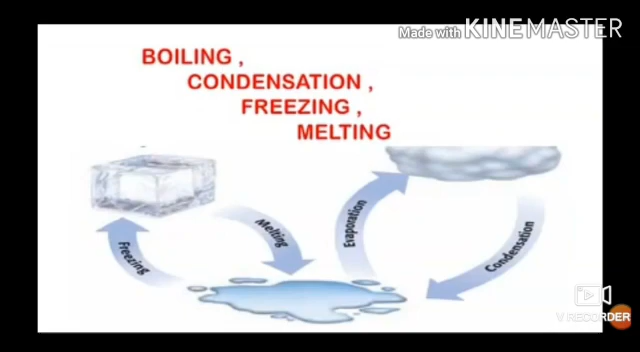 Made with KINEMASTER
BOILING ,
CONDENSATION ,
FREEZING ,
MELTING
Freezing
Melting
Evaporation
Condensation
V RECORDER